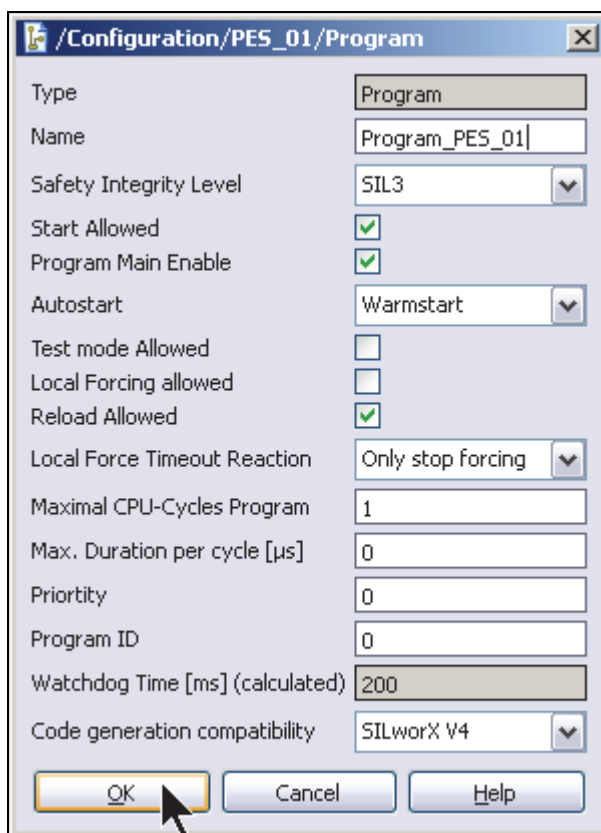 /Configuration/PES_01/Program
Type Program
Name Program_PES_01
Safety Integrity Level SIL3
Start Allowed
Program Main Enable
Autostart Warmstart
Test mode Allowed
Local Forcing allowed
Reload Allowed
Local Force Timeout Reaction Only stop forcing
Maximal CPU-Cycles Program 1
Max. Duration per cycle [µs] 0
Priortity 0
Program ID 0
Watchdog Time [ms] (calculated) 200
Code generation compatibility SILworX V4
OK Cancel Help